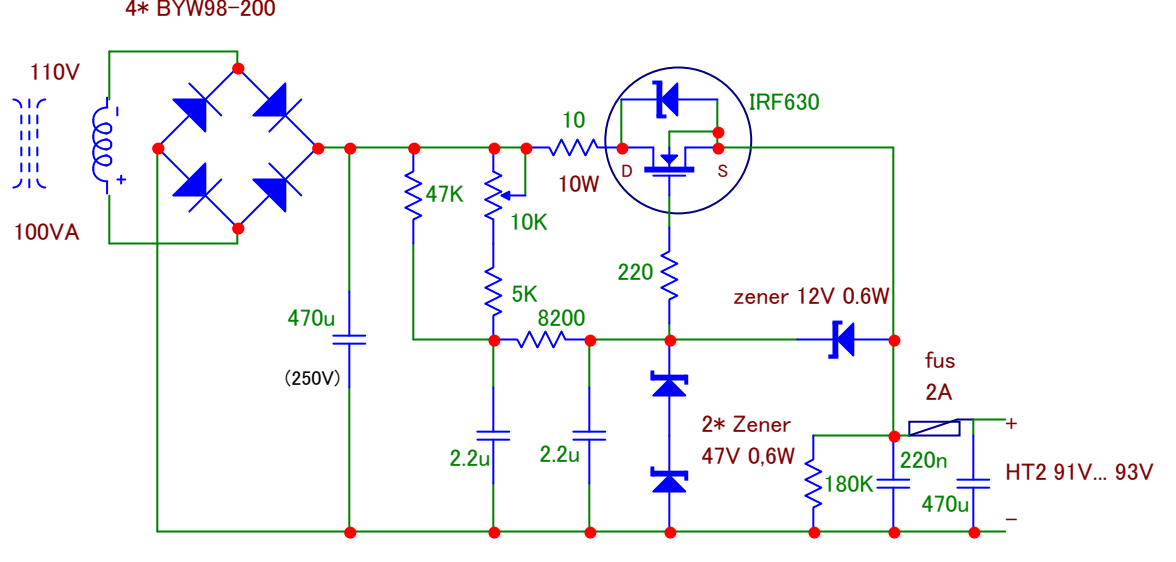 4* BYW98-200
110V
100VA
-
+
470u
(250V)
47K
10K
5K
8200
2.2u
2.2u
10
10W
D
S
IRF630
220
zener 12V 0.6W
2* Zener
47V 0,6W
fus
2A
180K
220n
470u
+
HT2 91V... 93V
-